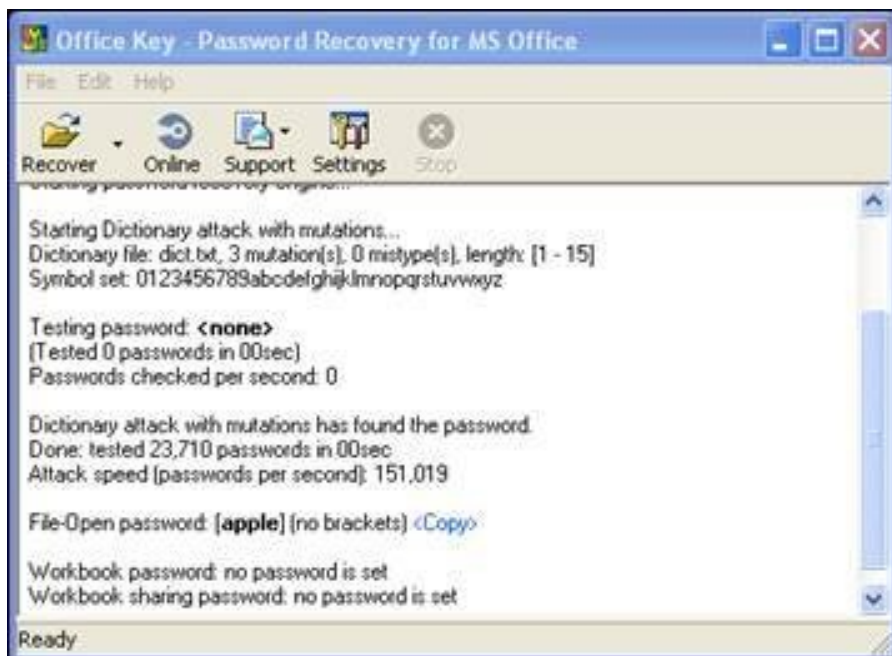 Office Key - Password Recovery for MS Office
File Edit Help
Recover Online Support Settings Stop
Starting password recovery engine...
Starting Dictionary attack with mutations...
Dictionary file: dict.txt, 3 mutation(s), 0 mistype(s), length: [1 - 15]
Symbol set: 0123456789abcdefghijklmnopqrstuvwxyz
Testing password: <none>
(Tested 0 passwords in 00sec)
Passwords checked per second: 0
Dictionary attack with mutations has found the password.
Done: tested 23,710 passwords in 00sec
Attack speed (passwords per second): 151,019
File-Open password: [apple] (no brackets) <Copy>
Workbook password: no password is set
Workbook sharing password: no password is set
Ready